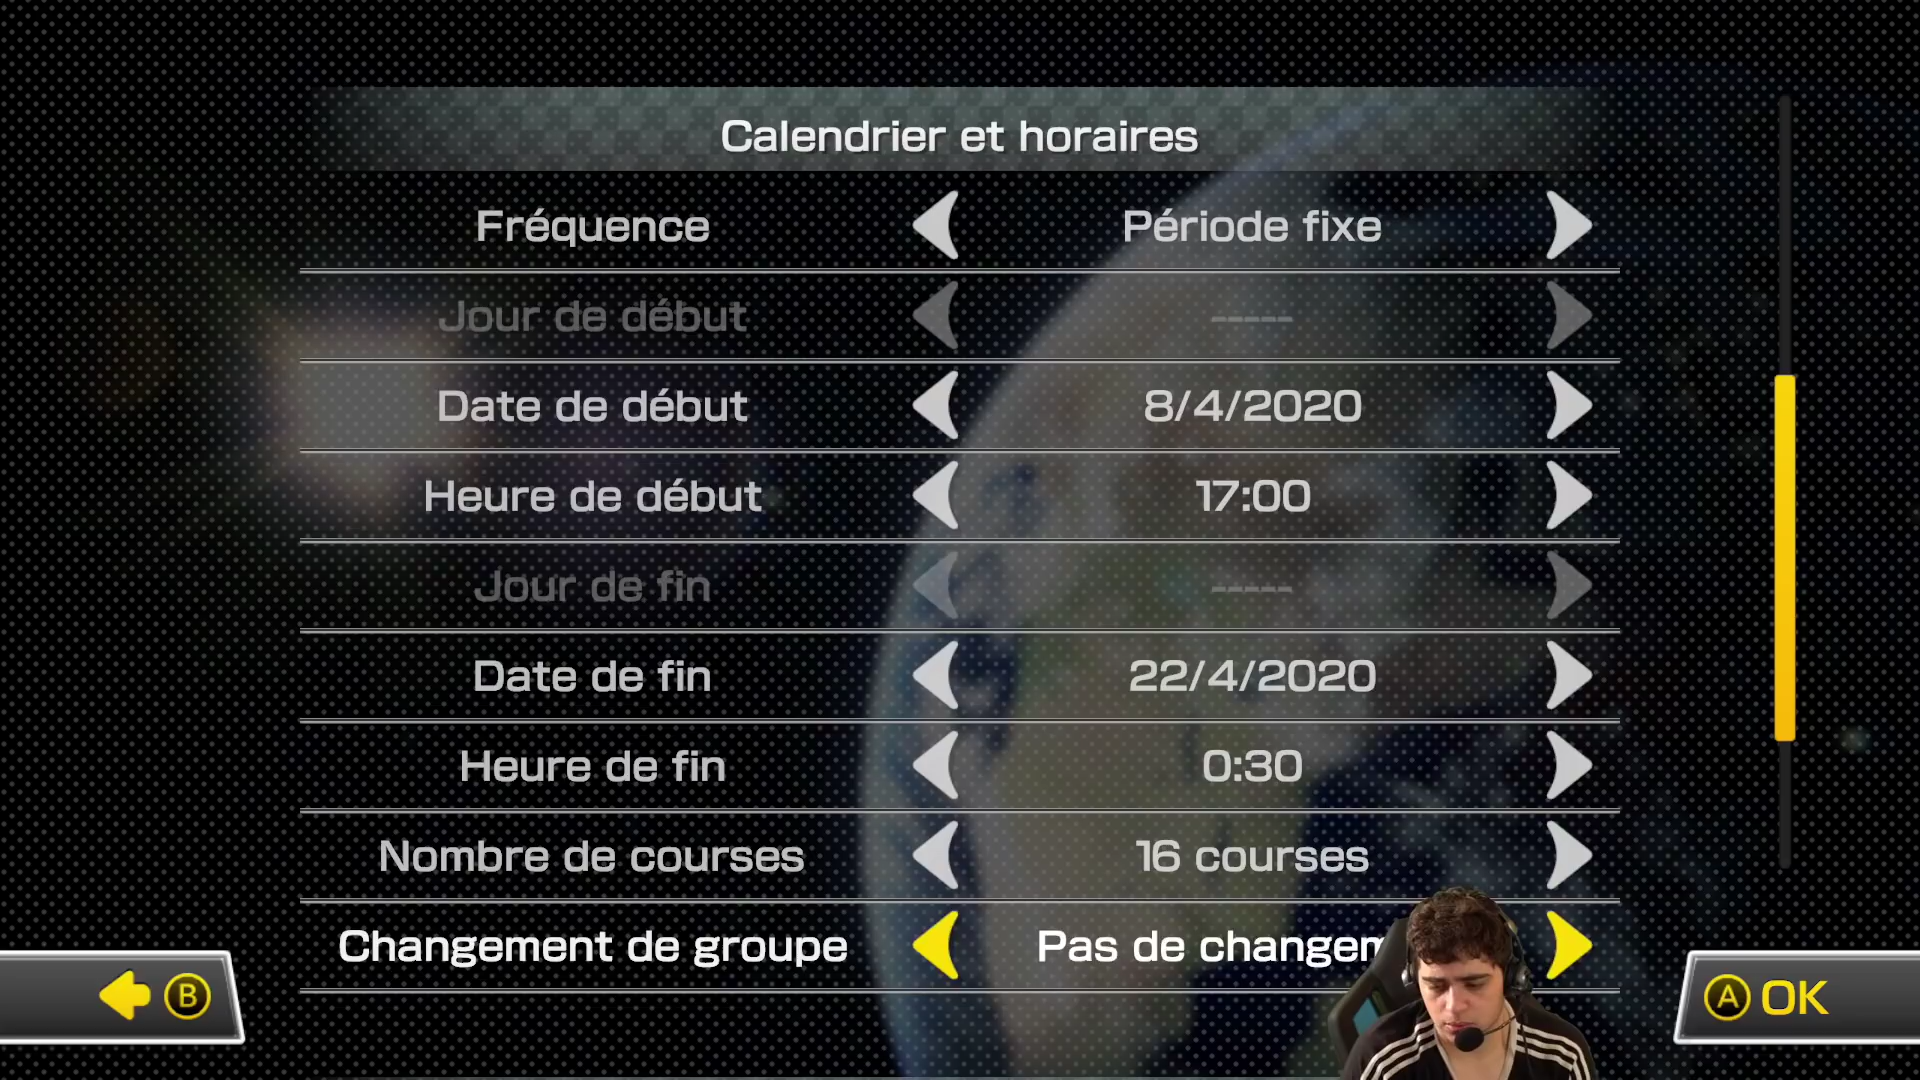 Calendrier et horaires
Fréquence Période fixe
Jour de début -----
Date de début 8/4/2020
Heure de début 17:00
Jour de fin -----
Date de fin 22/4/2020
Heure de fin 0:30
Nombre de courses 16 courses
Changement de groupe Pas de
B
A OK